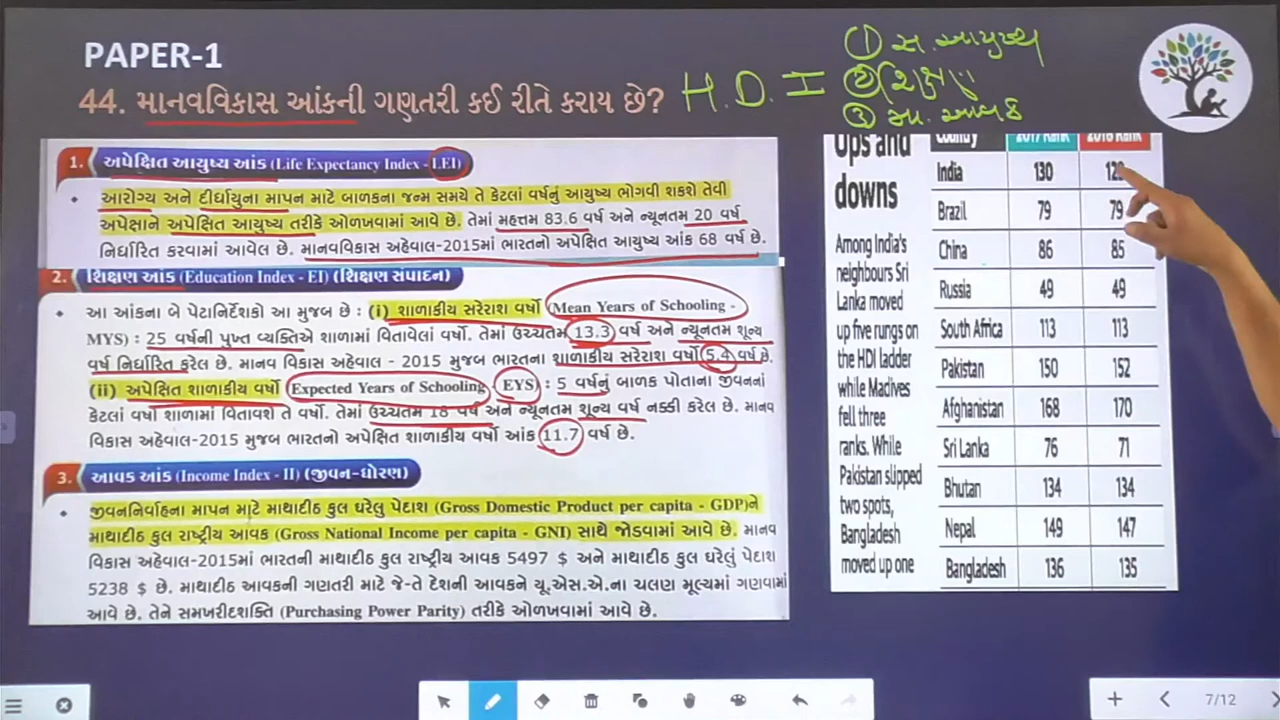 PAPER-1
44. માનવવિકાસ આંકની ગણતરી કઈ રીતે કરાય છે?
H.D.I
① સ. આયુષ્ય
② શિક્ષણ
③ મા. આવક
1. અપેક્ષિત આયુષ્ય આંક (Life Expectancy Index - LEI)
• આરોગ્ય અને દીર્ઘાયુના માપન માટે બાળકના જન્મ સમયે તે કેટલાં વર્ષનું આયુષ્ય ભોગવી શકશે તેવી
અપેક્ષાને અપેક્ષિત આયુષ્ય તરીકે ઓળખવામાં આવે છે. તેમાં મહત્તમ 83.6 વર્ષ અને ન્યૂનતમ 20 વર્ષ
નિર્ધારિત કરવામાં આવેલ છે. માનવવિકાસ અહેવાલ-2015માં ભારતનો અપેક્ષિત આયુષ્ય આંક 68 વર્ષ છે.
2. શિક્ષણ આંક (Education Index - EI) (શિક્ષણ સંપાદન)
• આ આંકના બે પેટાનિર્દેશકો આ મુજબ છે : (i) શાળાકીય સરેરાશ વર્ષો (Mean Years of Schooling -
MYS) : 25 વર્ષની પુખ્ત વ્યક્તિએ શાળામાં વિતાવેલાં વર્ષો. તેમાં ઉચ્ચતમ 13.3 વર્ષ અને ન્યૂનતમ શૂન્ય
વર્ષ નિર્ધારિત કરેલ છે. માનવ વિકાસ અહેવાલ - 2015 મુજબ ભારતના શાળાકીય સરેરાશ વર્ષો 5.4 વર્ષ છે.
(ii) અપેક્ષિત શાળાકીય વર્ષો (Expected Years of Schooling - EYS) : 5 વર્ષનું બાળક પોતાના જીવનનાં
કેટલાં વર્ષો શાળામાં વિતાવશે તે વર્ષો. તેમાં ઉચ્ચતમ 18 વર્ષ અને ન્યૂનતમ શૂન્ય વર્ષ નક્કી કરેલ છે. માનવ
વિકાસ અહેવાલ-2015 મુજબ ભારતનો અપેક્ષિત શાળાકીય વર્ષો આંક 11.7 વર્ષ છે.
3. આવક આંક (Income Index - II) (જીવન-ધોરણ)
• જીવનનિર્વાહના માપન માટે માથાદીઠ કુલ ઘરેલુ પેદાશ (Gross Domestic Product per capita - GDP)ને
માથાદીઠ કુલ રાષ્ટ્રીય આવક (Gross National Income per capita - GNI) સાથે જોડવામાં આવે છે. માનવ
વિકાસ અહેવાલ-2015માં ભારતની માથાદીઠ કુલ રાષ્ટ્રીય આવક 5497 $ અને માથાદીઠ કુલ ઘરેલું પેદાશ
5238 $ છે. માથાદીઠ આવકની ગણતરી માટે જે-તે દેશની આવકને યૂ.એસ.એ.ના ચલણ મૂલ્યમાં ગણવામાં
આવે છે. તેને સમખરીદશક્તિ (Purchasing Power Parity) તરીકે ઓળખવામાં આવે છે.
Ups and
downs
Among India's
neighbours Sri
Lanka moved
up five rungs on
the HDI ladder
while Madives
fell three
ranks. While
Pakistan slipped
two spots,
Bangladesh
moved up one
Country 2017 Rank 2016 Rank
India 130
Brazil 79 79
China 86 85
Russia 49 49
South Africa 113 113
Pakistan 150 152
Afghanistan 168 170
Sri Lanka 76 71
Bhutan 134 134
Nepal 149 147
Bangladesh 136 135
7/12